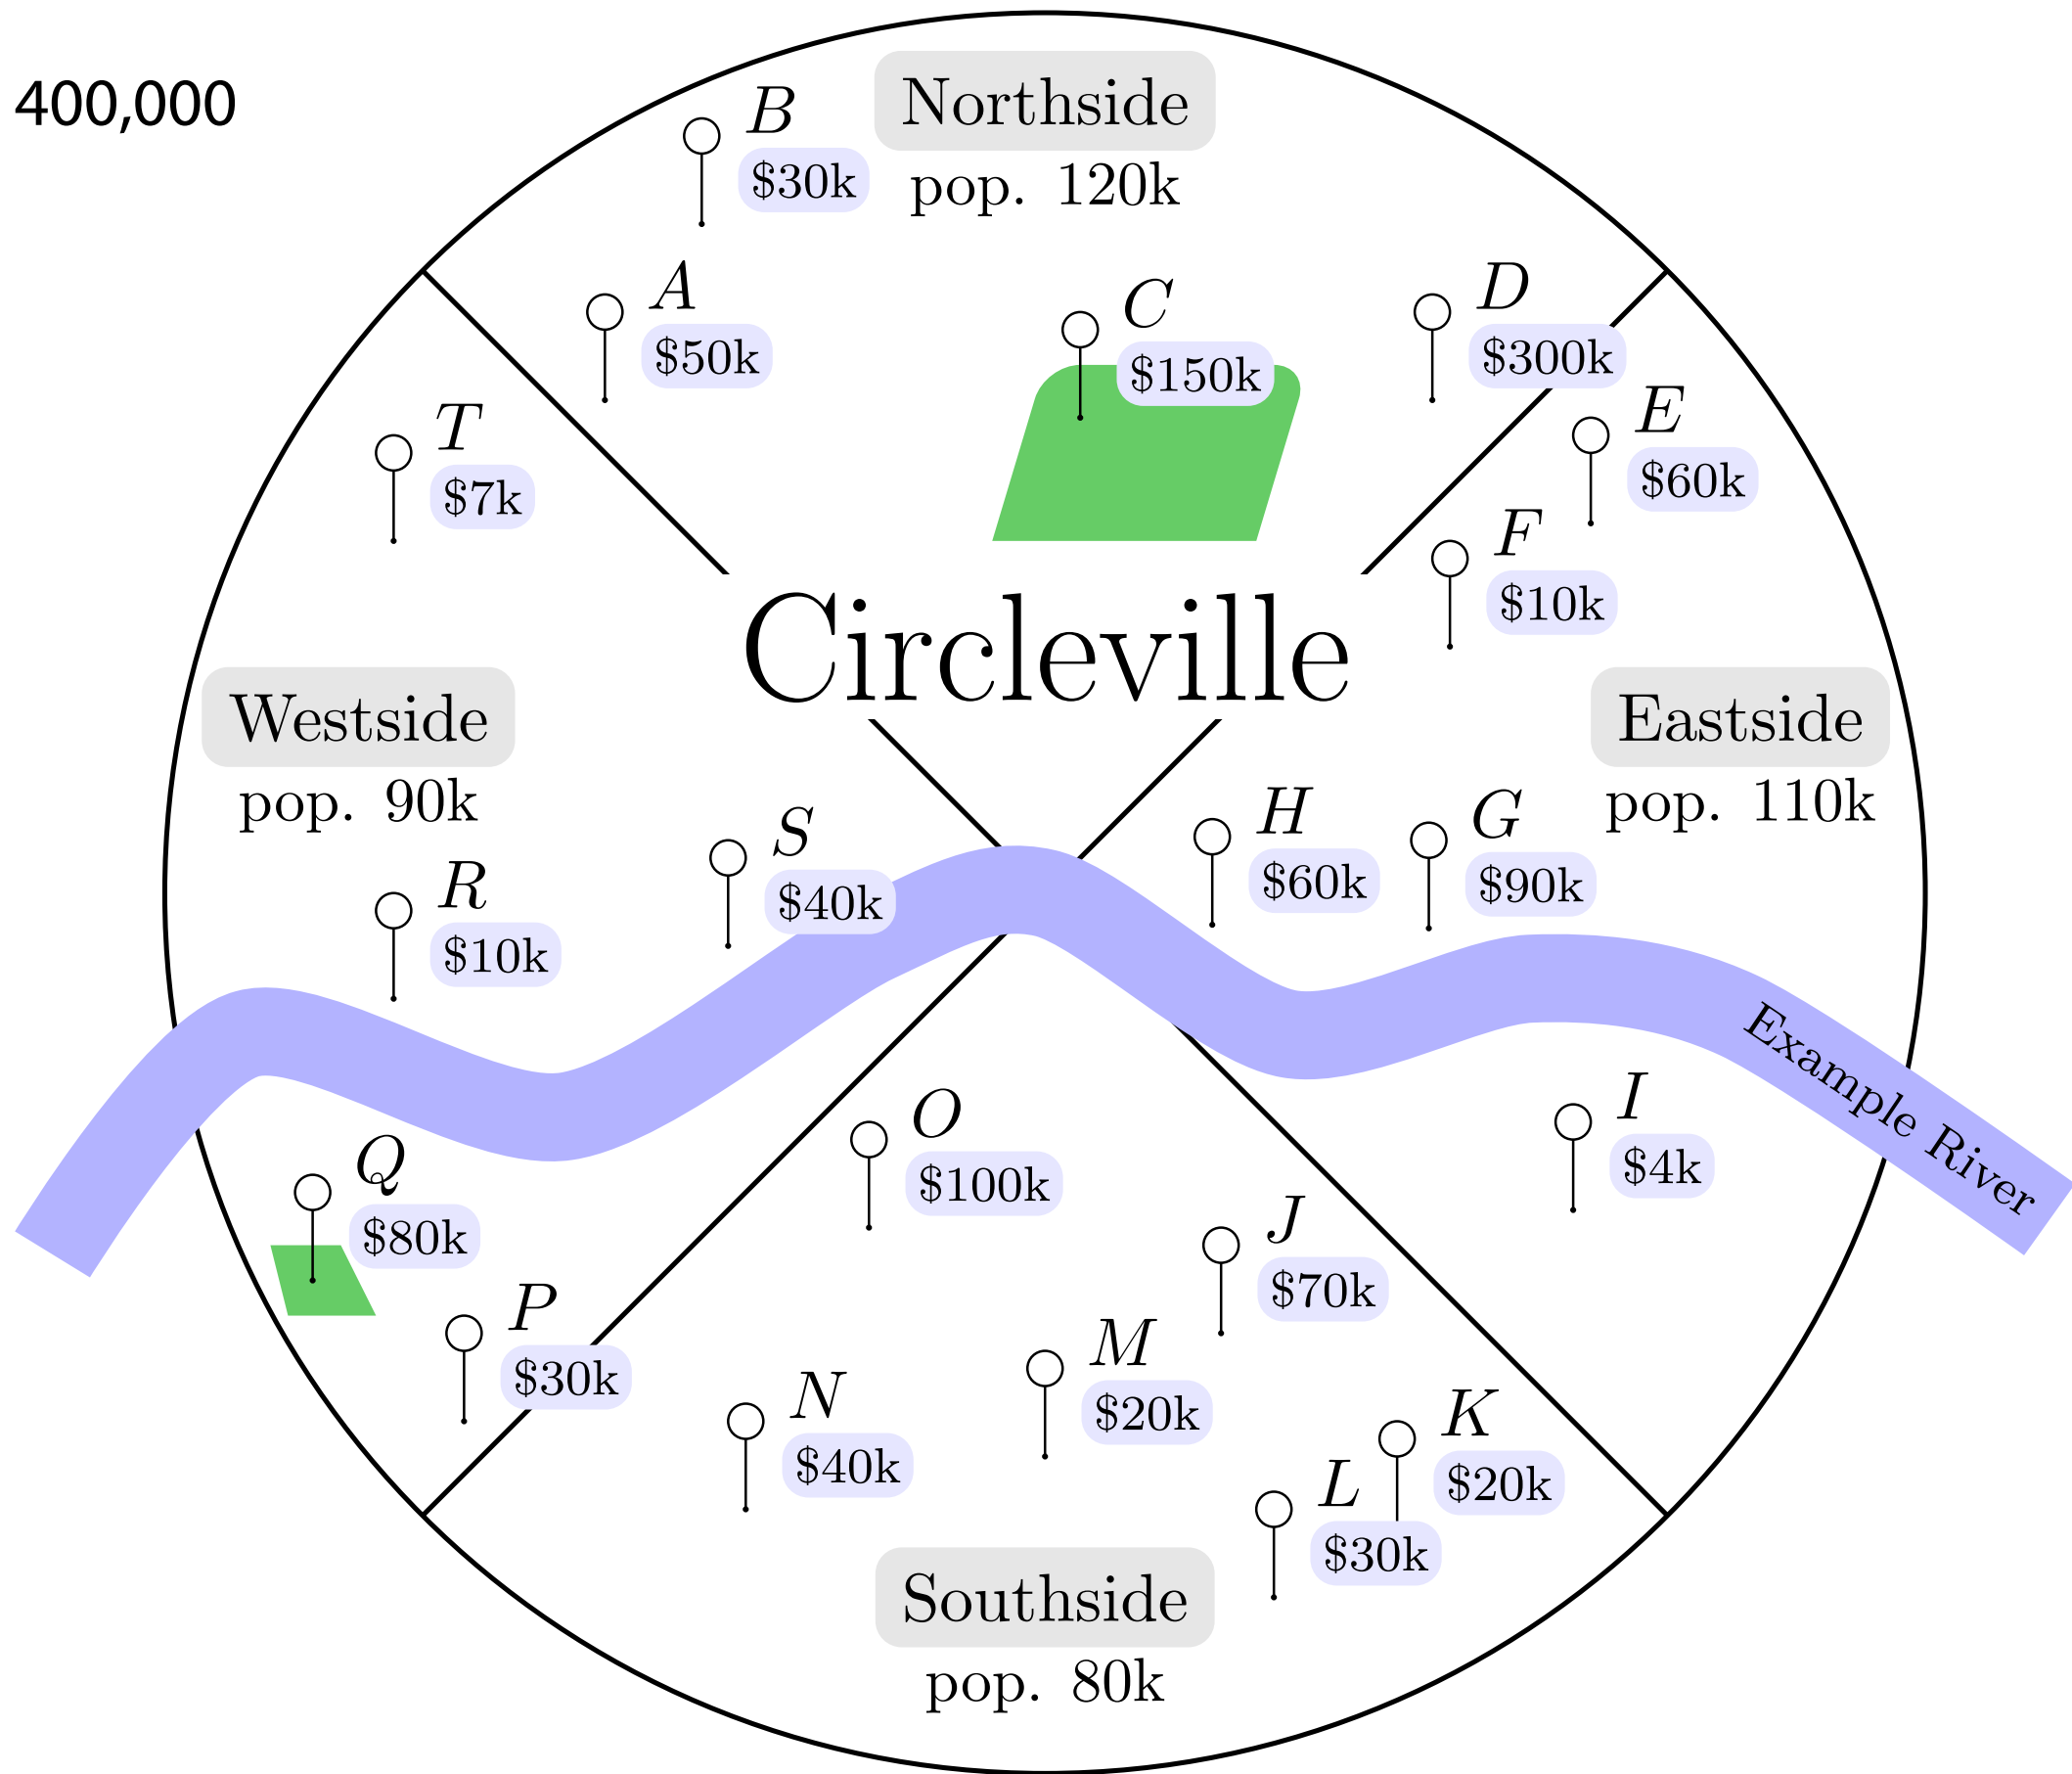 400,000
B
$30k
Northside
pop. 120k
A
$50k
C
$150k
D
$300k
E
$60k
T
$7k
F
$10k
Circleville
Westside
pop. 90k
Eastside
pop. 110k
S
$40k
H
$60k
G
$90k
R
$10k
Example River
I
$4k
O
$100k
Q
$80k
J
$70k
P
$30k
M
$20k
N
$40k
K
$20k
L
$30k
Southside
pop. 80k